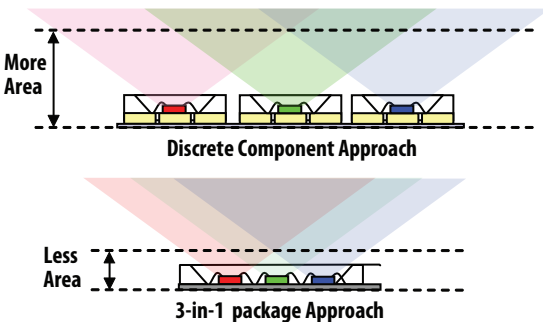 More
Area
Discrete Component Approach
Less
Area
3-in-1 package Approach